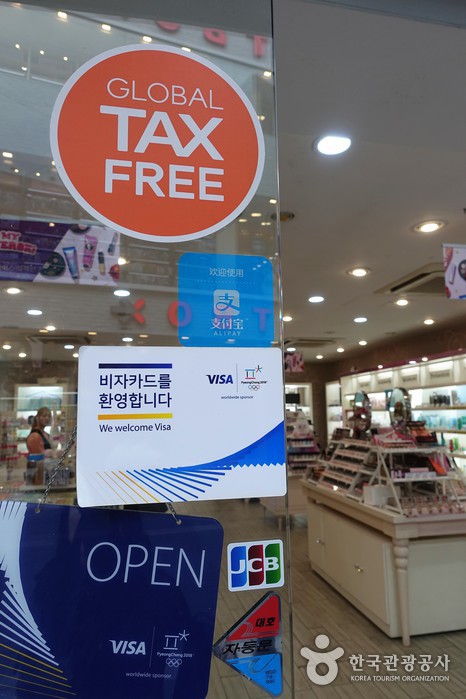 GLOBAL
TAX
FREE
欢迎使用
支
支付宝
ALIPAY
비자카드를
환영합니다
We welcome Visa
VISA
PyeongChang 2018
worldwide sponsor
OPEN
VISA
PyeongChang 2018
worldwide sponsor
JCB
대호
자동문
한국관광공사
KOREA TOURISM ORGANIZATION